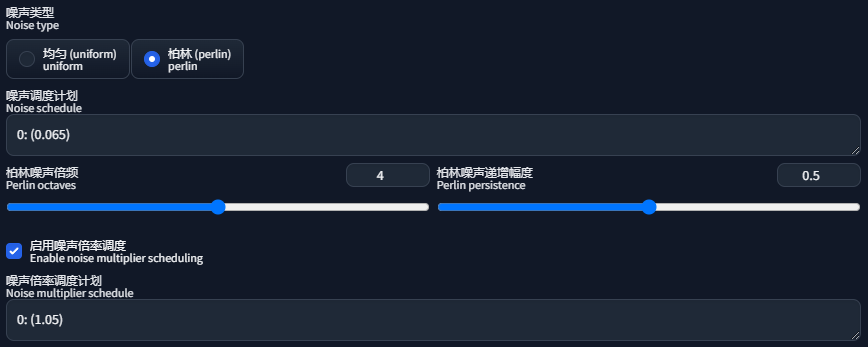 噪声类型
Noise type
均匀 (uniform)
uniform
柏林 (perlin)
perlin
噪声调度计划
Noise schedule
0: (0.065)
柏林噪声倍频
Perlin octaves
4
柏林噪声递增幅度
Perlin persistence
0.5
启用噪声倍率调度
Enable noise multiplier scheduling
噪声倍率调度计划
Noise multiplier schedule
0: (1.05)